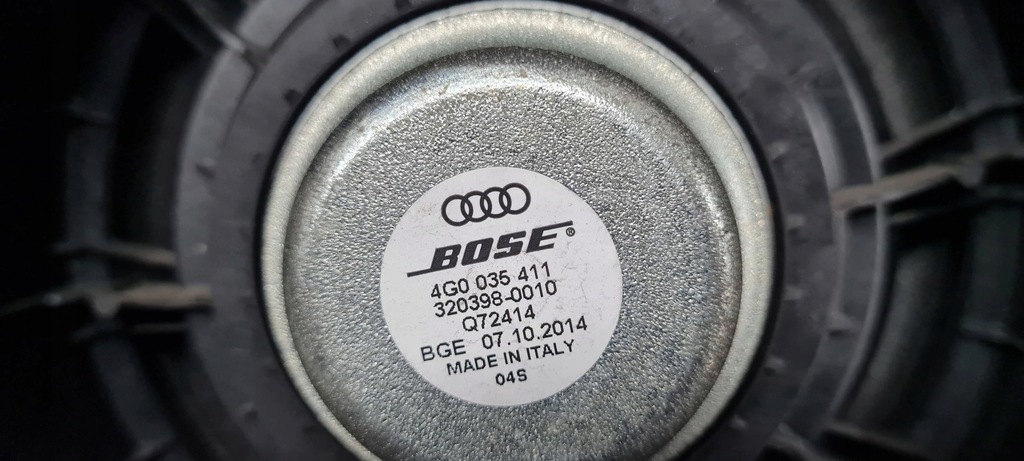 BOSE®
4G0 035 411
320398-0010
Q72414
BGE 07.10.2014
MADE IN ITALY
04S